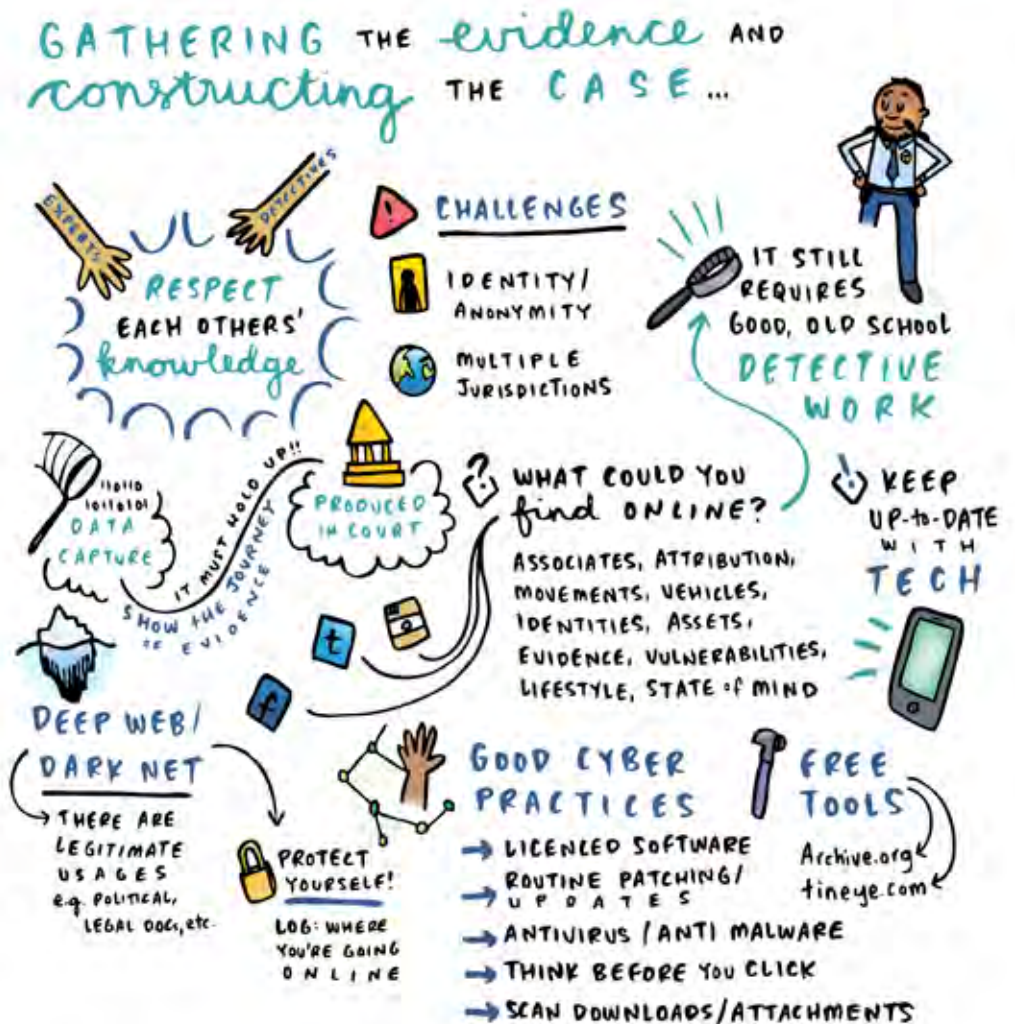 GATHERING THE evidence AND
constructing THE CASE...
EXPERTS
DETECTIVES
RESPECT
EACH OTHERS'
knowledge
CHALLENGES
IDENTITY/
ANONYMITY
MULTIPLE
JURISDICTIONS
IT STILL
REQUIRES
GOOD, OLD SCHOOL
DETECTIVE
WORK
110110
10110101
DATA
CAPTURE
IT MUST HOLD UP!!
SHOW THE JOURNEY
OF EVIDENCE
PRODUCED
IN COURT
?
WHAT COULD YOU
find ONLINE?
ASSOCIATES, ATTRIBUTION,
MOVEMENTS, VEHICLES,
IDENTITIES, ASSETS,
EVIDENCE, VULNERABILITIES,
LIFESTYLE, STATE OF MIND
t
f
! KEEP
UP-to-DATE
WITH
TECH
DEEP WEB/
DARK NET
THERE ARE
LEGITIMATE
USAGES
e.g. POLITICAL,
LEGAL DOCs, etc.
PROTECT
YOURSELF!
LOG: WHERE
YOU'RE GOING
ONLINE
GOOD CYBER
PRACTICES
→ LICENCED SOFTWARE
→ ROUTINE PATCHING/
→ UPDATES
→ ANTIVIRUS / ANTI MALWARE
→ THINK BEFORE YOU CLICK
→ SCAN DOWNLOADS/ATTACHMENTS
FREE
TOOLS
Archive.org
tineye.com